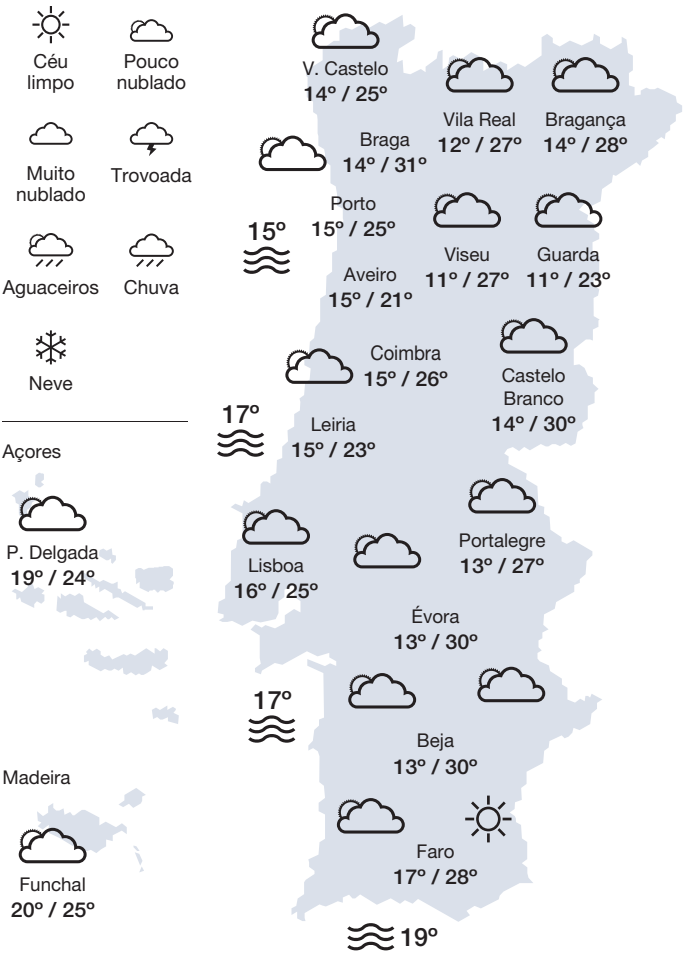 Céu
limpo
Pouco
nublado
Muito
nublado
Trovoada
Aguaceiros
Chuva
Neve
Açores
P. Delgada
19º / 24º
Madeira
Funchal
20º / 25º
V. Castelo
14º / 25º
Vila Real
12º / 27º
Bragança
14º / 28º
Braga
14º / 31º
Porto
15º / 25º
15º
Viseu
11º / 27º
Guarda
11º / 23º
Aveiro
15º / 21º
Coimbra
15º / 26º
Castelo
Branco
14º / 30º
17º
Leiria
15º / 23º
Portalegre
13º / 27º
Lisboa
16º / 25º
Évora
13º / 30º
17º
Beja
13º / 30º
Faro
17º / 28º
19º